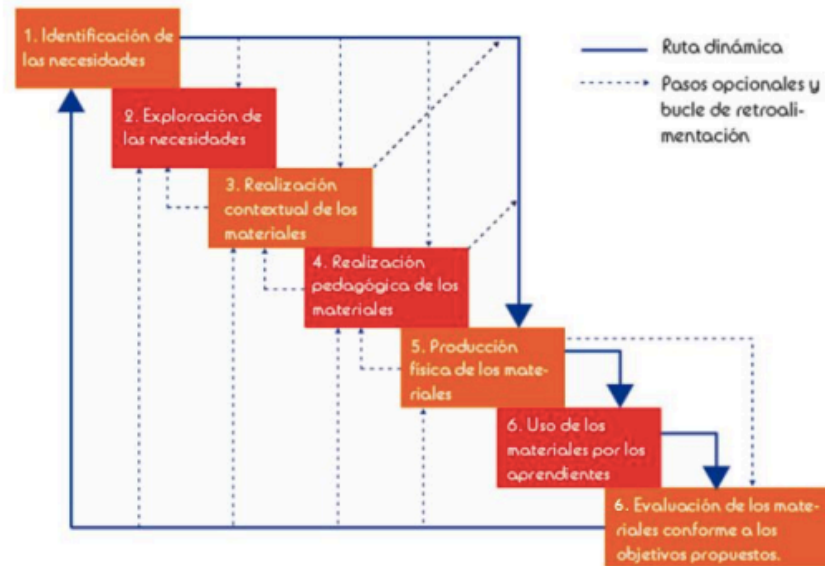 1. Identificación de
las necesidades
2. Exploración de
las necesidades
3. Realización
contextual de los
materiales
4. Realización
pedagógica de los
materiales
5. Producción
física de los mate-
riales
6. Uso de los
materiales por los
aprendientes
6. Evaluación de los mate-
riales conforme a los
objetivos propuestos.
Ruta dinámica
Pasos opcionales y
bucle de retroali-
mentación